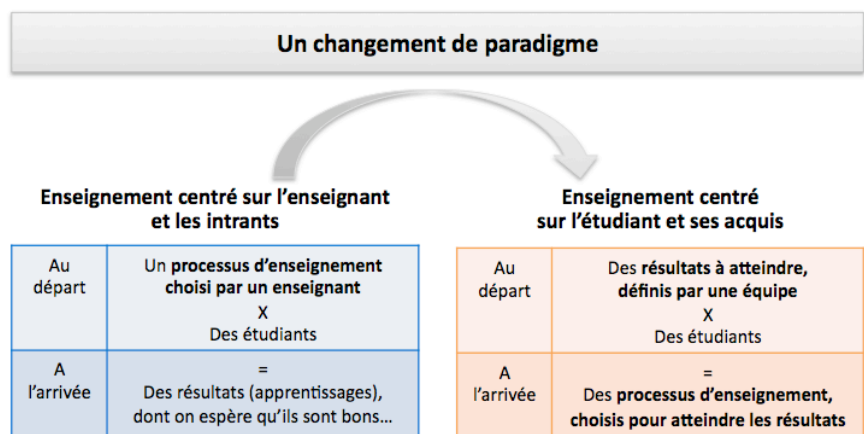 Un changement de paradigme
Enseignement centré sur l'enseignant
et les intrants
Au
départ
Un processus d'enseignement
choisi par un enseignant
X
Des étudiants
A
l'arrivée
=
Des résultats (apprentissages),
dont on espère qu'ils sont bons...
Enseignement centré
sur l'étudiant et ses acquis
Au
départ
Des résultats à atteindre,
définis par une équipe
X
Des étudiants
A
l'arrivée
=
Des processus d'enseignement,
choisis pour atteindre les résultats